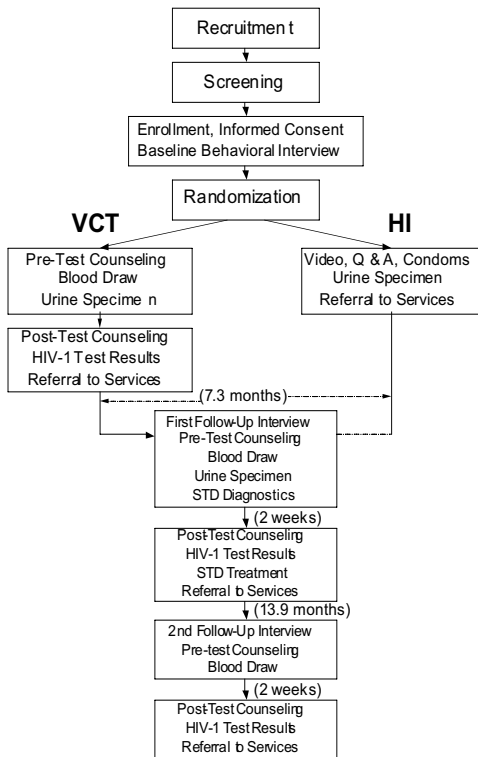 Recruitment
Screening
Enrollment, Informed Consent
Baseline Behavioral Interview
Randomization
VCT
HI
Pre-Test Counseling
Blood Draw
Urine Specimen
Video, Q & A, Condoms
Urine Specimen
Referral to Services
Post-Test Counseling
HIV-1 Test Results
Referral to Services
(7.3 months)
First Follow-Up Interview
Pre-Test Counseling
Blood Draw
Urine Specimen
STD Diagnostics
(2 weeks)
Post-Test Counseling
HIV-1 Test Results
STD Treatment
Referral to Services
(13.9 months)
2nd Follow-Up Interview
Pre-test Counseling
Blood Draw
(2 weeks)
Post-Test Counseling
HIV-1 Test Results
Referral to Services